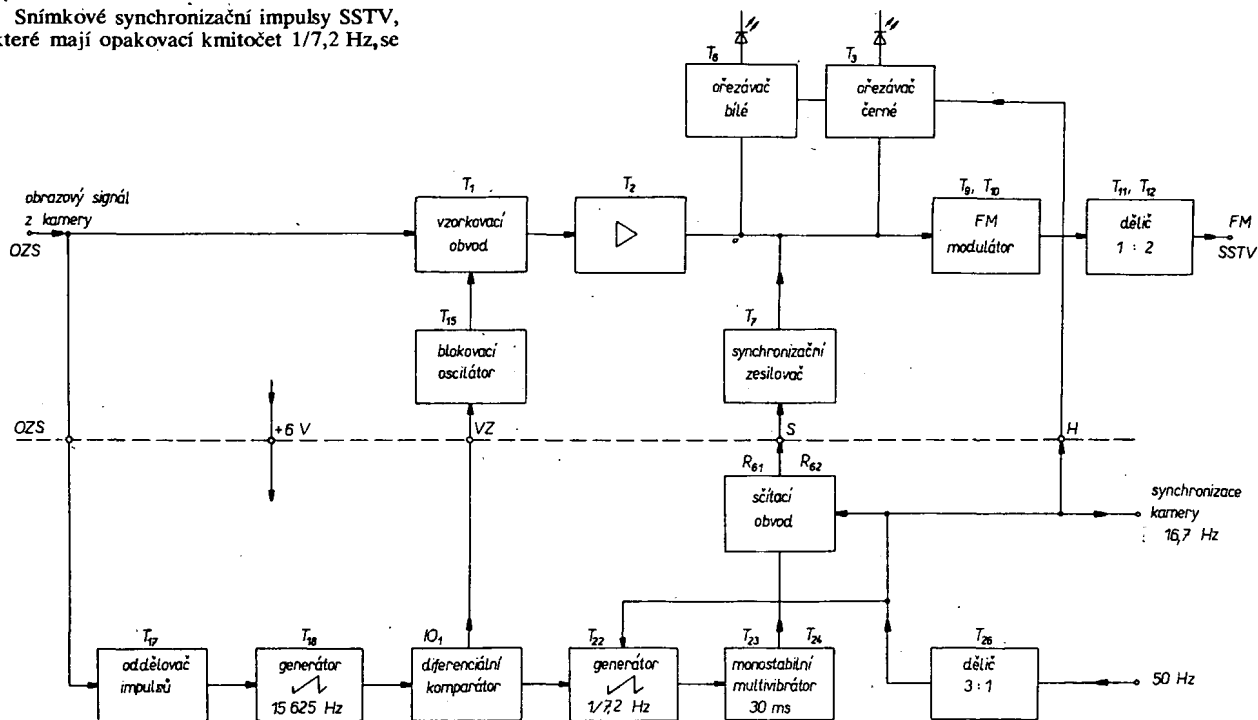 Snímkové synchronizační impulsy SSTV,
které mají opakovací kmitočet 1/7,2 Hz, se
T6
ořezávač
bílé
T3
ořezávač
černé
obrazový signál
z kamery
OZS
T1
vzorkovací
obvod
T2
T9, T10
FM
modulátor
T11, T12
dělič
1 : 2
FM
SSTV
T15
blokovací
oscilátor
T7
synchronizační
zesilovač
OZS
+6 V
VZ
S
H
R61 R62
sčítací
obvod
synchronizace
kamery
16,7 Hz
T17
oddělovač
impulsů
T18
generátor
15 625 Hz
IO1
diferenciální
komparátor
T22
generátor
1/7,2 Hz
T23 T24
monostabilní
multivibrátor
30 ms
T26
dělič
3 : 1
50 Hz